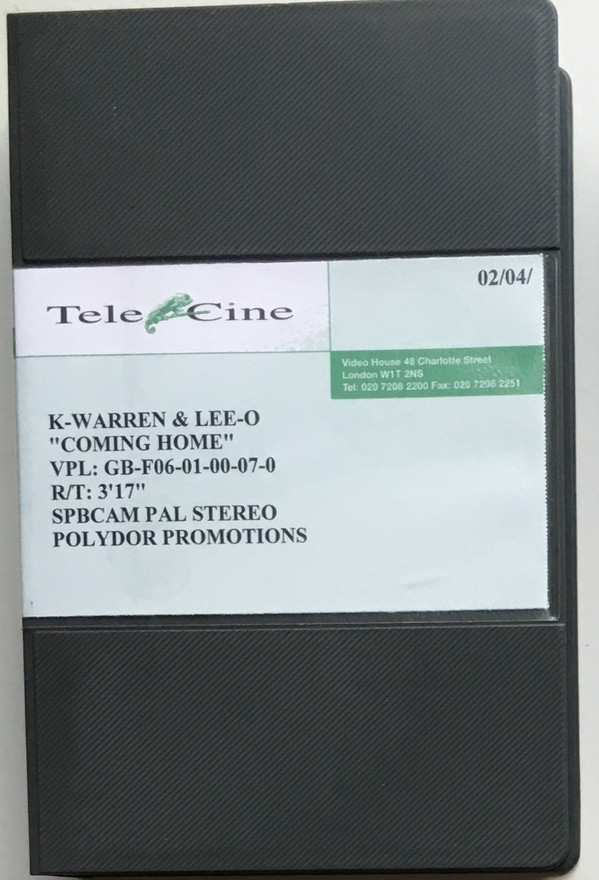 Tele Cine
02/04/
Video House 48 Charlotte Street
London W1T 2NS
Tel: 020 7208 2200 Fax: 020 7208 2251
K-WARREN & LEE-O
"COMING HOME"
VPL: GB-F06-01-00-07-0
R/T: 3'17"
SPBCAM PAL STEREO
POLYDOR PROMOTIONS